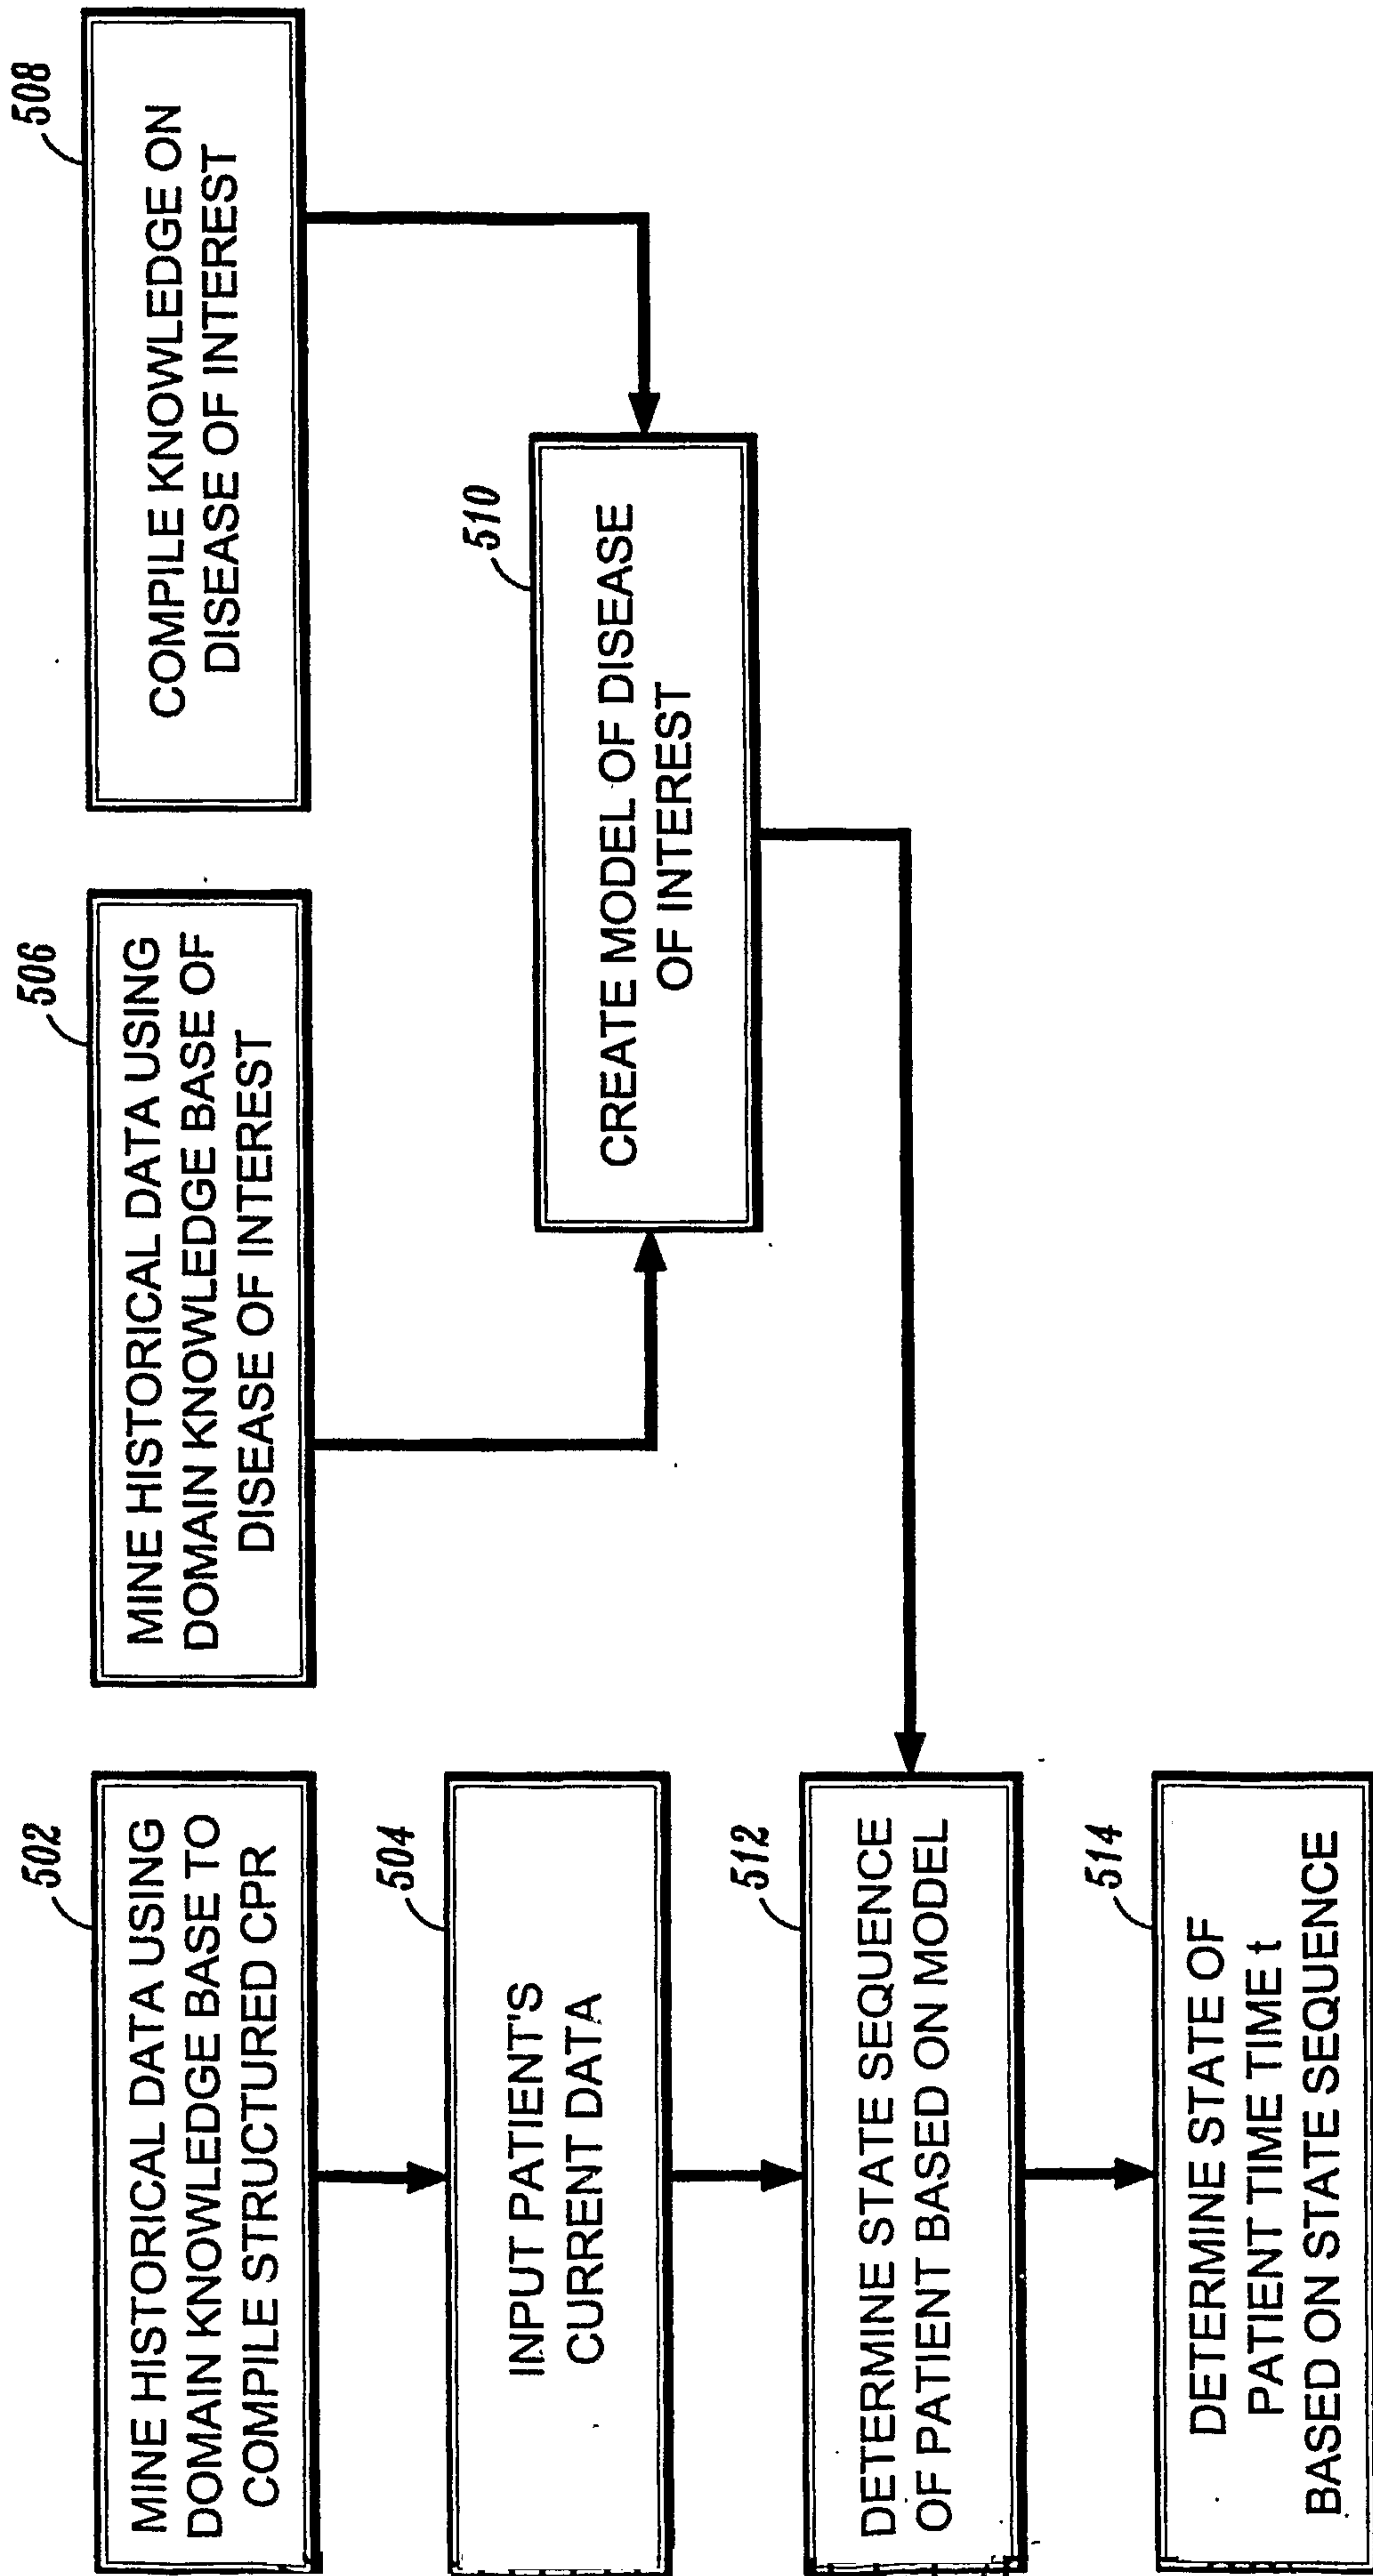 502
MINE HISTORICAL DATA USING
DOMAIN KNOWLEDGE BASE TO
COMPILE STRUCTURED CPR
506
MINE HISTORICAL DATA USING
DOMAIN KNOWLEDGE BASE OF
DISEASE OF INTEREST
508
COMPILE KNOWLEDGE ON
DISEASE OF INTEREST
504
INPUT PATIENT'S
CURRENT DATA
510
CREATE MODEL OF DISEASE
OF INTEREST
512
DETERMINE STATE SEQUENCE
OF PATIENT BASED ON MODEL
514
DETERMINE STATE OF
PATIENT TIME TIME t
BASED ON STATE SEQUENCE